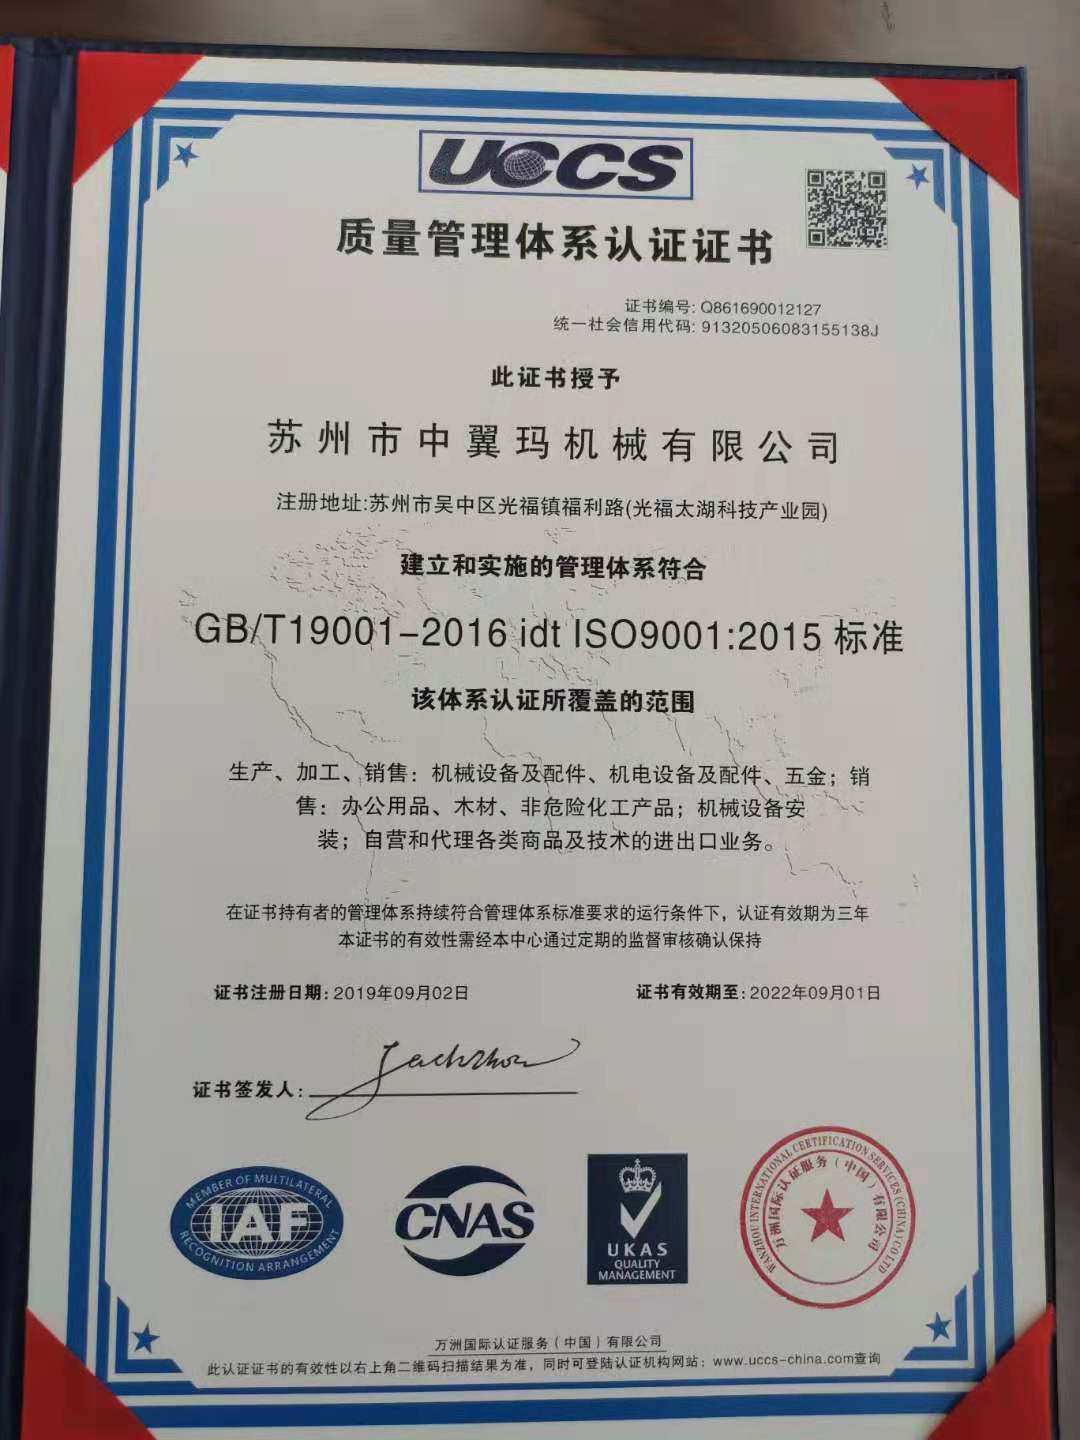 UCCS
质量管理体系认证证书
证书编号: Q861690012127
统一社会信用代码: 91320506083155138J
此证书授予
苏州市中翼玛机械有限公司
注册地址:苏州市吴中区光福镇福利路(光福太湖科技产业园)
建立和实施的管理体系符合
GB/T19001-2016 idt ISO9001:2015 标准
该体系认证所覆盖的范围
生产、加工、销售：机械设备及配件、机电设备及配件、五金；销
售：办公用品、木材、非危险化工产品；机械设备安
装；自营和代理各类商品及技术的进出口业务。
在证书持有者的管理体系持续符合管理体系标准要求的运行条件下，认证有效期为三年
本证书的有效性需经本中心通过定期的监督审核确认保持
证书注册日期: 2019年09月02日
证书有效期至: 2022年09月01日
证书签发人:
Jackzhou
MEMBER OF MULTILATERAL
IAF
RECOGNITION ARRANGEMENT
CNAS
UKAS
QUALITY
MANAGEMENT
WANZHOU INTERNATIONAL CERTIFICATION SERVICES (CHINA) CO LTD
万洲国际认证服务（中国）有限公司
万洲国际认证服务（中国）有限公司
此认证证书的有效性以右上角二维码扫描结果为准，同时可登陆认证机构网站：www.uccs-china.com查询